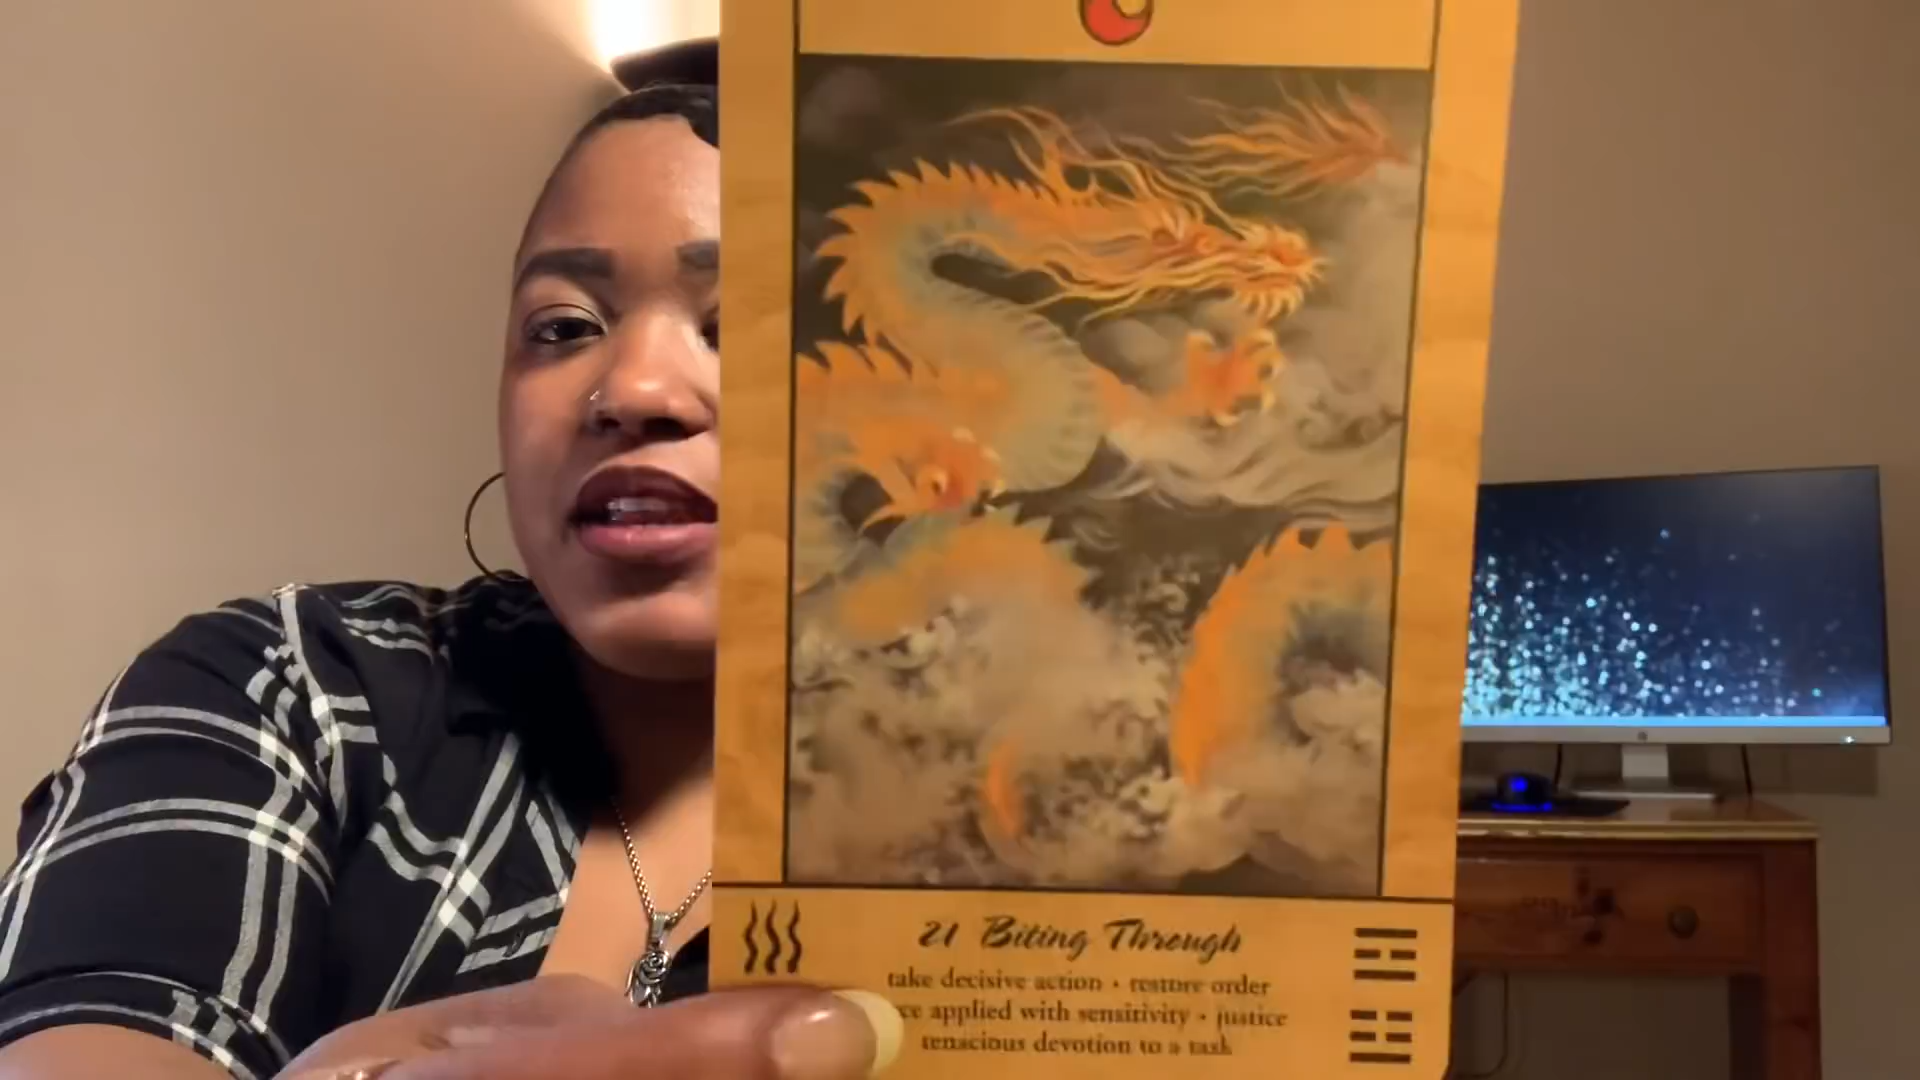 21 Biting Through
take decisive action • restore order
applied with sensitivity • justice
tenacious devotion to a task